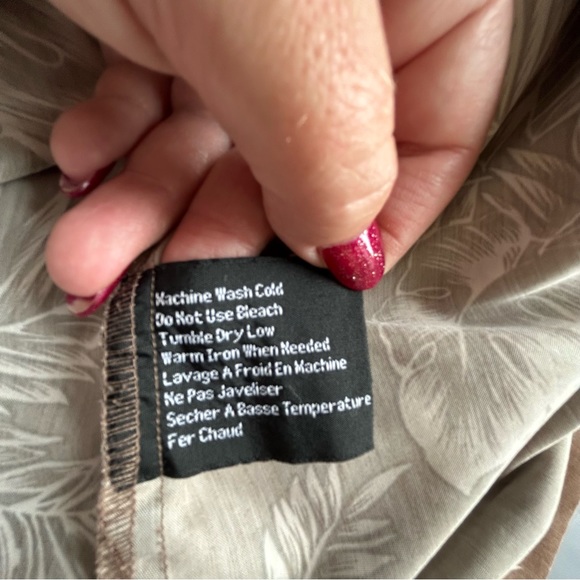 Machine Wash Cold
Do Not Use Bleach
Tumble Dry Low
Warm Iron When Needed
Lavage A Froid En Machine
Ne Pas Javeliser
Secher A Basse Temperature
Fer Chaud